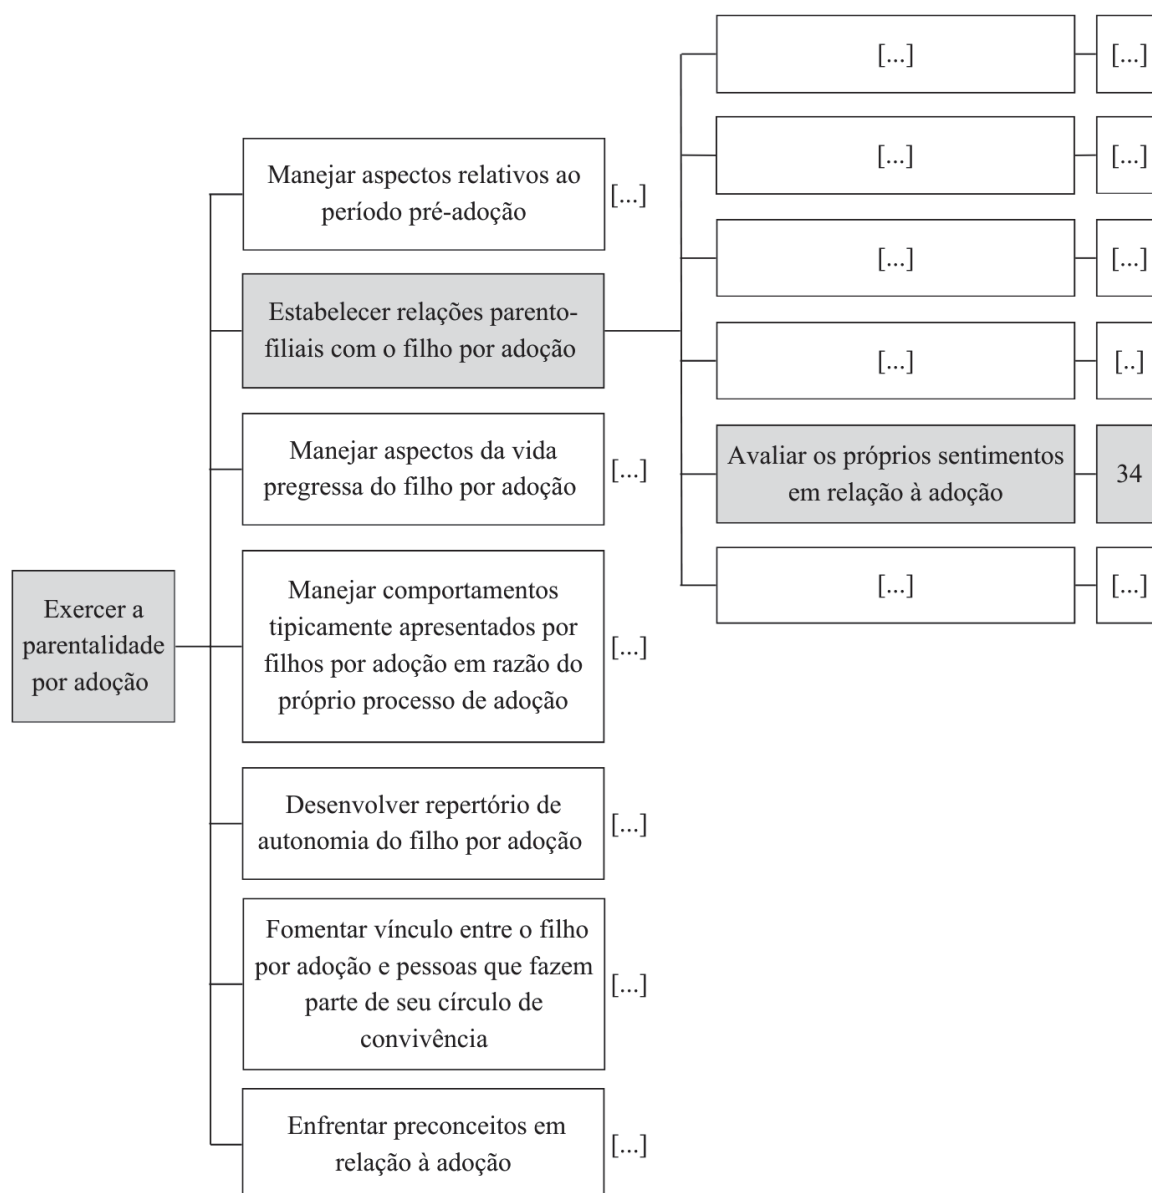 Exercer a
parentalidade
por adoção
Manejar aspectos relativos ao
período pré-adoção
[...]
Estabelecer relações parento-
filiais com o filho por adoção
Manejar aspectos da vida
pregressa do filho por adoção
[...]
Manejar comportamentos
tipicamente apresentados por
filhos por adoção em razão do
próprio processo de adoção
[...]
Desenvolver repertório de
autonomia do filho por adoção
[...]
Fomentar vínculo entre o filho
por adoção e pessoas que fazem
parte de seu círculo de
convivência
[...]
Enfrentar preconceitos em
relação à adoção
[...]
[...]
[...]
[...]
[...]
[...]
[...]
[...]
[..]
Avaliar os próprios sentimentos
em relação à adoção
34
[...]
[...]